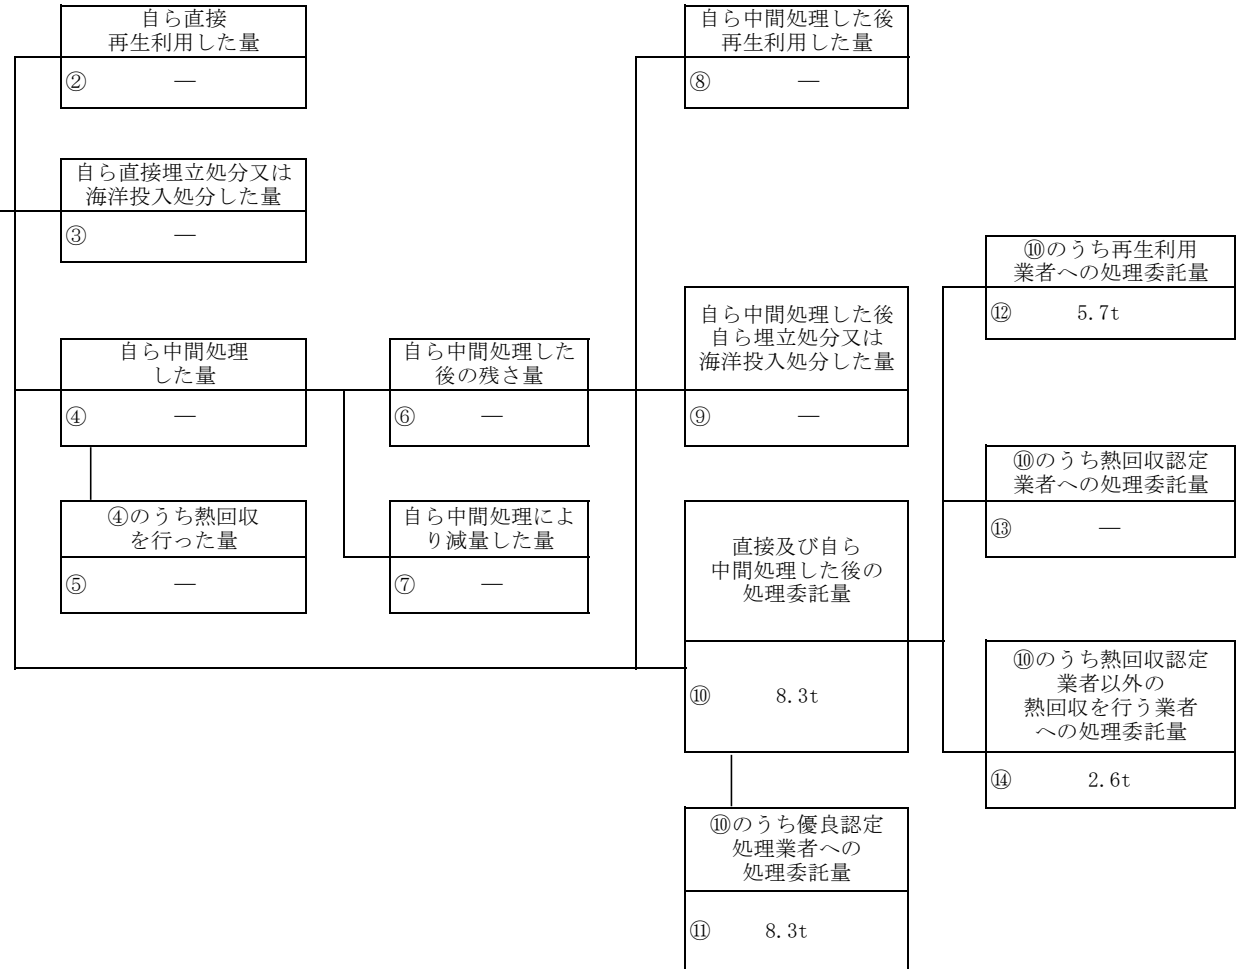 自ら直接
再生利用した量
② ―
自ら直接埋立処分又は
海洋投入処分した量
③ ―
自ら中間処理
した量
④ ―
④のうち熱回収
を行った量
⑤ ―
自ら中間処理した
後の残さ量
⑥ ―
自ら中間処理によ
り減量した量
⑦ ―
自ら中間処理した後
再生利用した量
⑧ ―
自ら中間処理した後
自ら埋立処分又は
海洋投入処分した量
⑨ ―
直接及び自ら
中間処理した後の
処理委託量
⑩ 8.3t
⑩のうち優良認定
処理業者への
処理委託量
⑪ 8.3t
⑩のうち再生利用
業者への処理委託量
⑫ 5.7t
⑩のうち熱回収認定
業者への処理委託量
⑬ ―
⑩のうち熱回収認定
業者以外の
熱回収を行う業者
への処理委託量
⑭ 2.6t